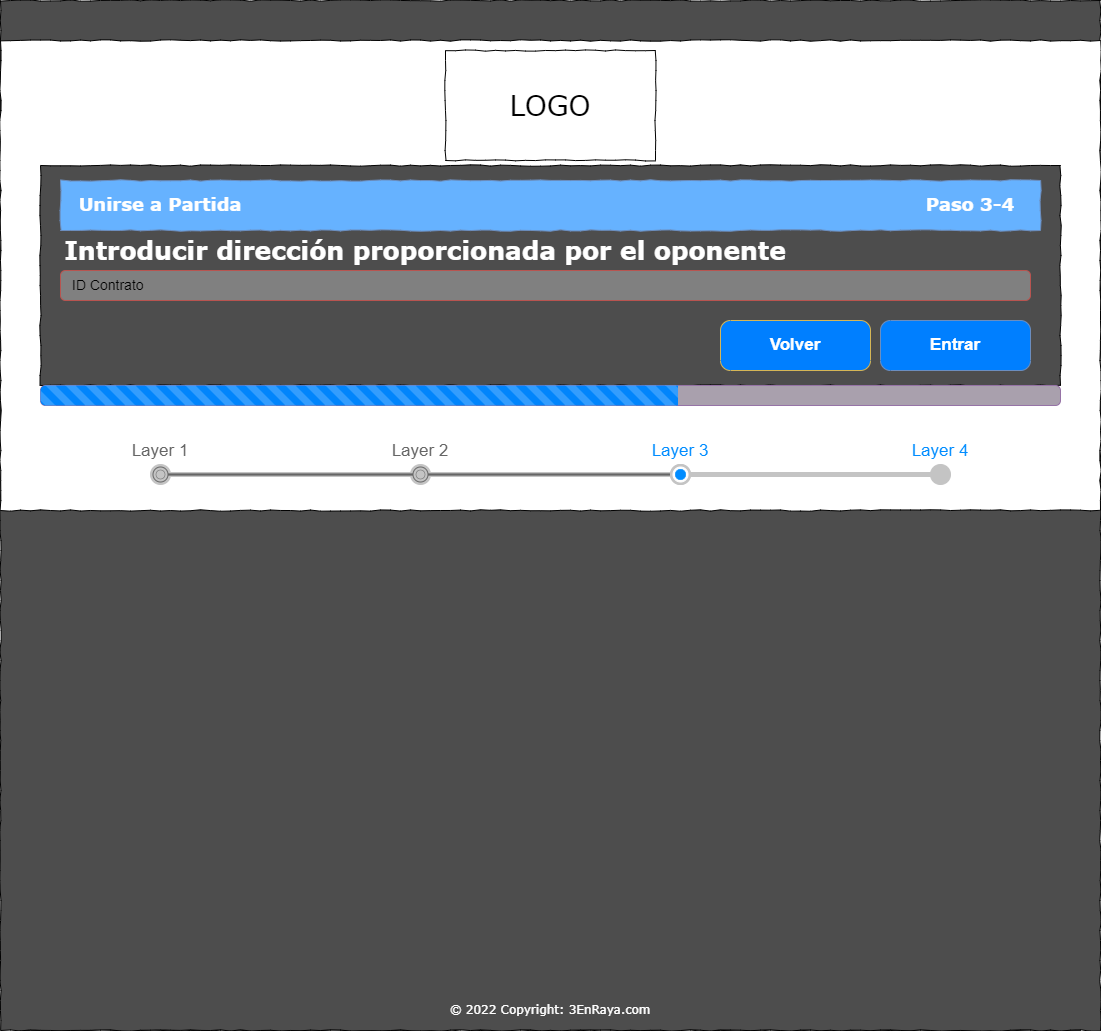 LOGO
Unirse a Partida Paso 3-4
Introducir dirección proporcionada por el oponente
ID Contrato
Volver Entrar
Layer 1 Layer 2 Layer 3 Layer 4
© 2022 Copyright: 3EnRaya.com